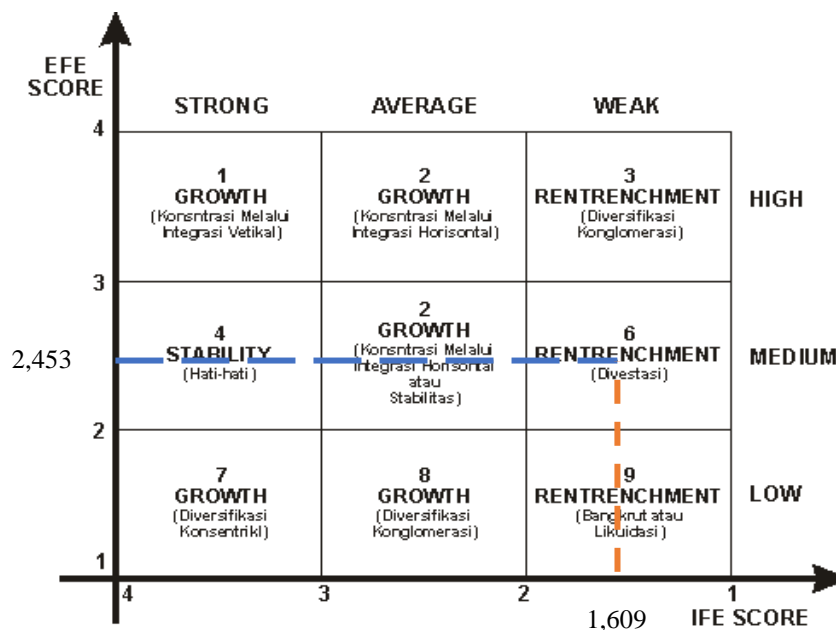 EFE
SCORE
STRONG
AVERAGE
WEAK
4
1
GROWTH
(Konsntrasi Melalui
Integrasi Vetikal)
2
GROWTH
(Konsntrasi Melalui
Integrasi Horisontal)
3
RENTRENCHMENT
(Diversifikasi
Konglomerasi)
HIGH
3
2,453
4
STABILITY
(Hati-hati)
2
GROWTH
(Konsntrasi Melalui
Integrasi Horisontal
atau
Stabilitas)
6
RENTRENCHMENT
(Divestasi)
MEDIUM
2
7
GROWTH
(Diversifikasi
Konsentrikl)
8
GROWTH
(Diversifikasi
Konglomerasi)
9
RENTRENCHMENT
(Bangkrut atau
Likuidasi)
LOW
1
4
3
2
1
1,609
IFE SCORE